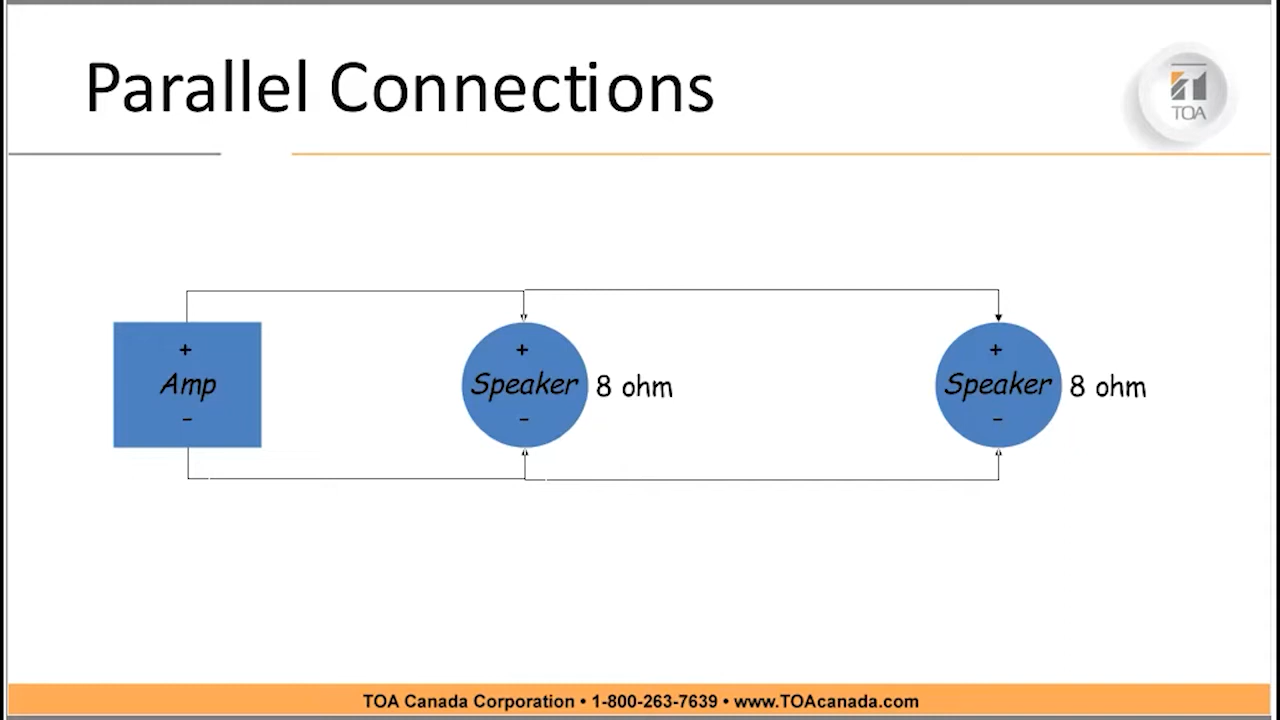 Parallel Connections
TOA
+ + +
Amp Speaker 8 ohm Speaker 8 ohm
- - -
TOA Canada Corporation • 1-800-263-7639 • www.TOAcanada.com